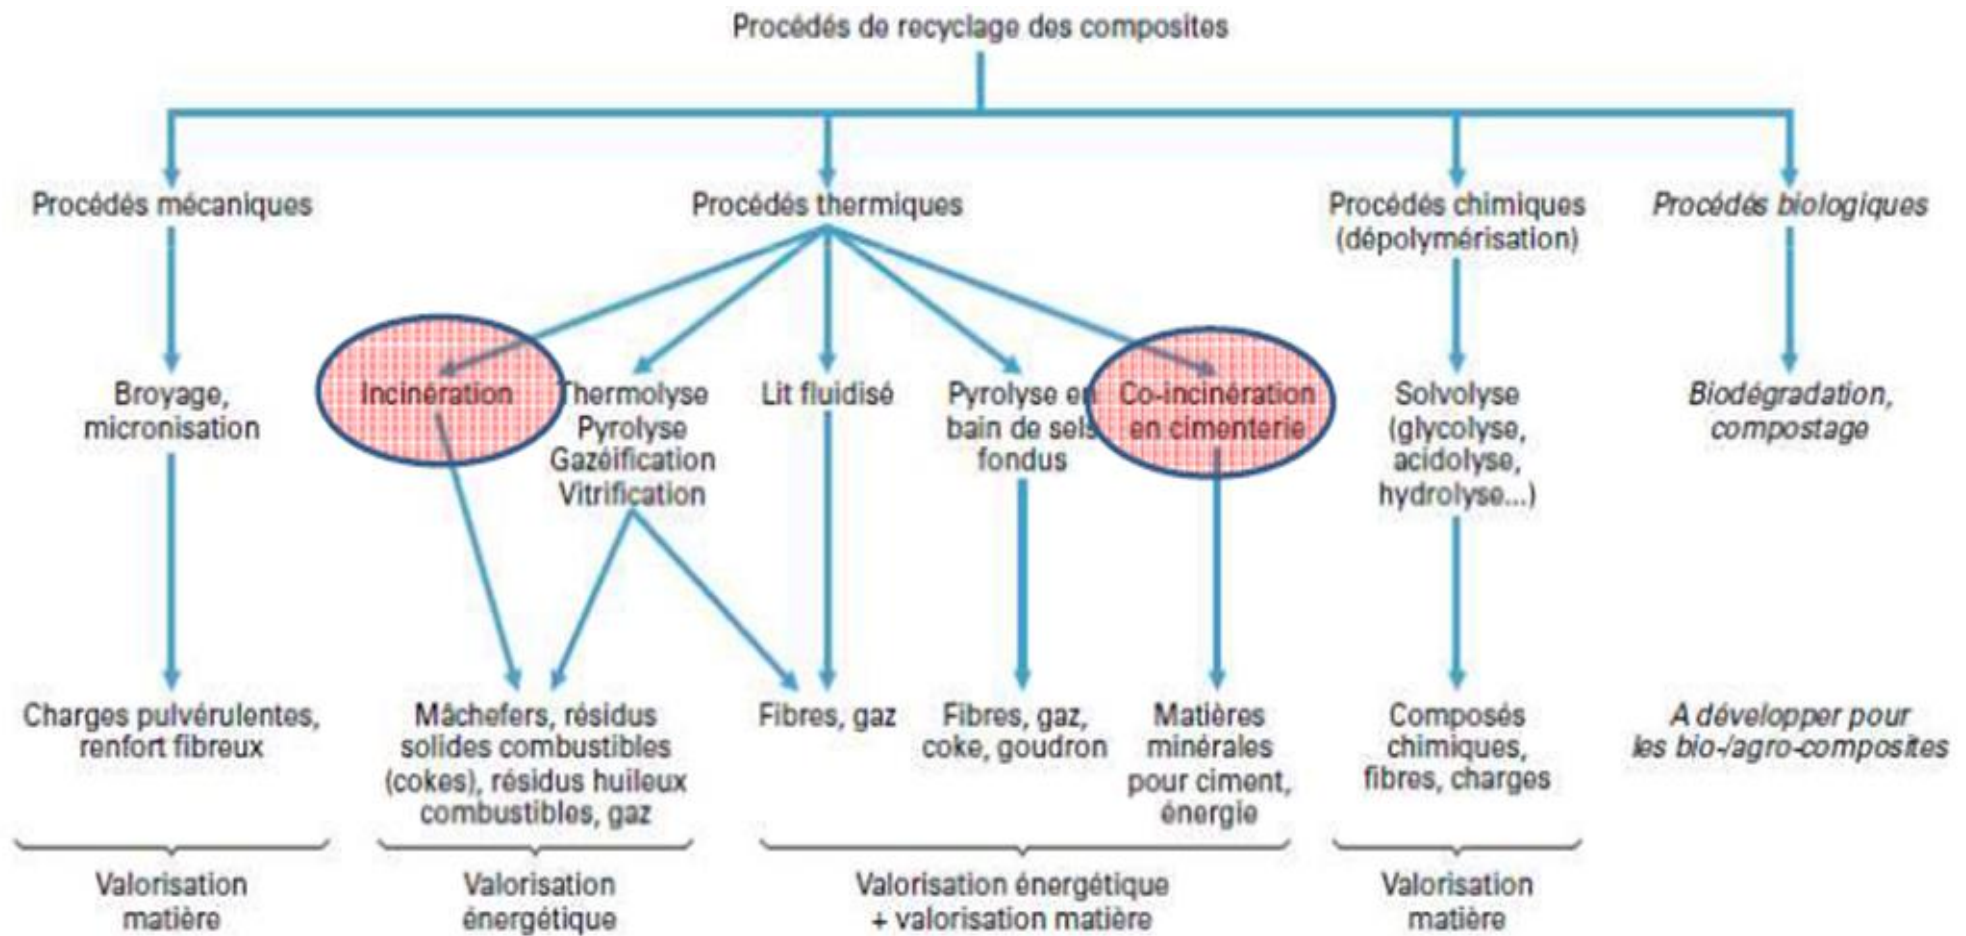 Procédés de recyclage des composites
Procédés mécaniques
Procédés thermiques
Procédés chimiques
(dépolymérisation)
Procédés biologiques
Broyage,
micronisation
Incinération
Thermolyse
Pyrolyse
Gazéification
Vitrification
Lit fluidisé
Pyrolyse en
bain de sels
fondus
Co-incinération
en cimenterie
Solvolyse
(glycolyse,
acidolyse,
hydrolyse...)
Biodégradation,
compostage
Charges pulvérulentes,
renfort fibreux
Mâchefers, résidus
solides combustibles
(cokes), résidus huileux
combustibles, gaz
Fibres, gaz
Fibres, gaz,
coke, goudron
Matières
minérales
pour ciment,
énergie
Composés
chimiques,
fibres, charges
A développer pour
les bio-/agro-composites
Valorisation
matière
Valorisation
énergétique
Valorisation énergétique
+ valorisation matière
Valorisation
matière